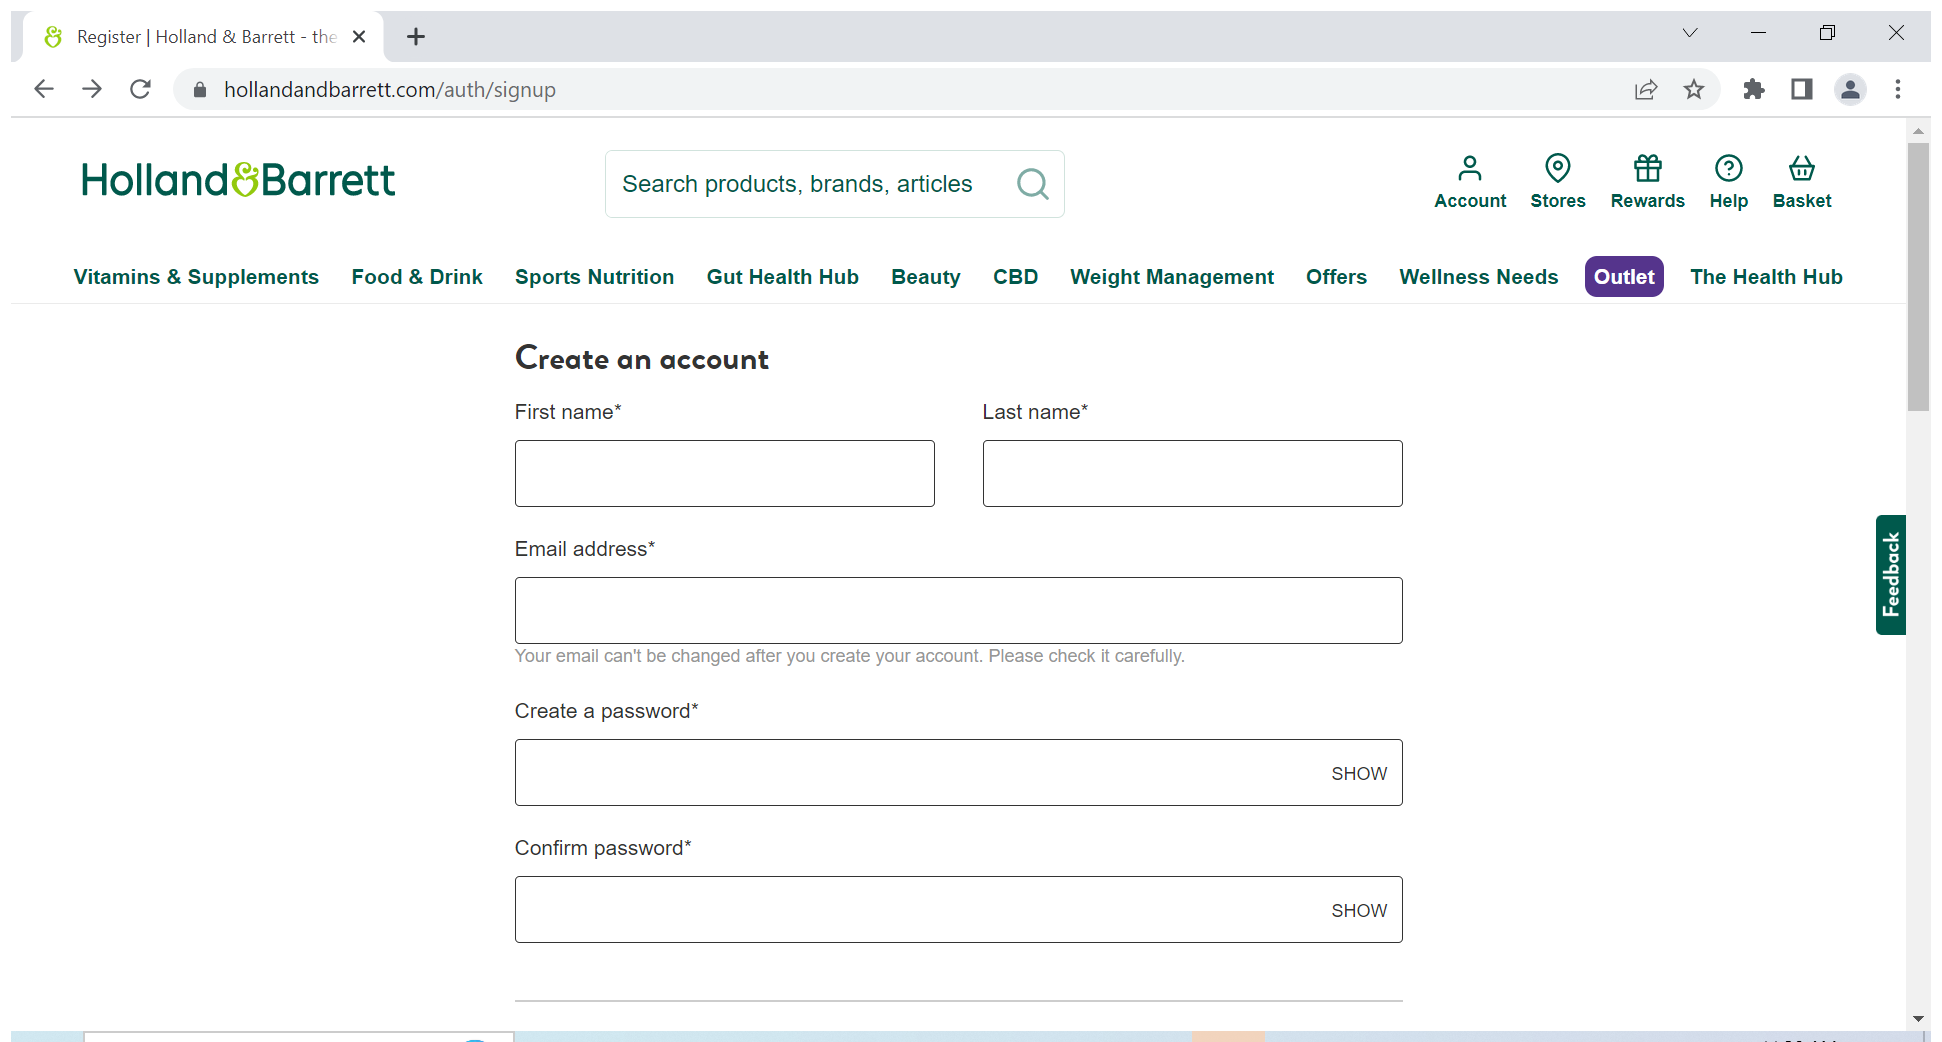 Register | Holland & Barrett - the
hollandandbarrett.com/auth/signup
Holland&Barrett
Search products, brands, articles
Account Stores Rewards Help Basket
Vitamins & Supplements Food & Drink Sports Nutrition Gut Health Hub Beauty CBD Weight Management Offers Wellness Needs Outlet The Health Hub
Create an account
First name* Last name*
Email address*
Your email can't be changed after you create your account. Please check it carefully.
Create a password*
SHOW
Confirm password*
SHOW
Feedback